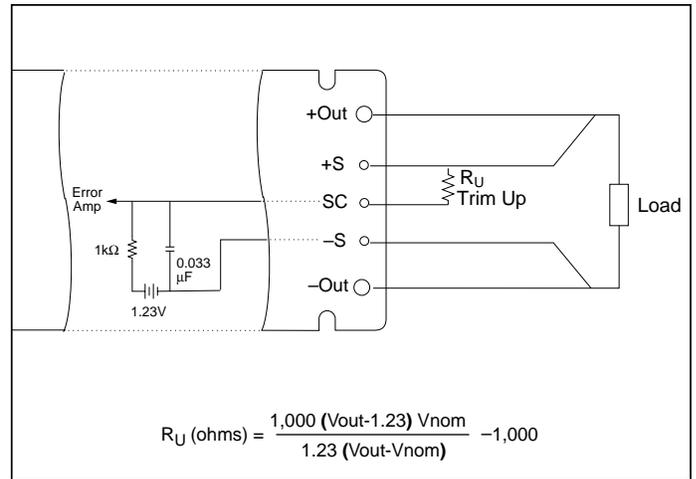 +Out
+S
RU
Trim Up
Error
Amp
SC
Load
1kΩ
–S
0.033
µF
–Out
1.23V
RU (ohms) = 1,000 (Vout-1.23) Vnom –1,000
1.23 (Vout-Vnom)